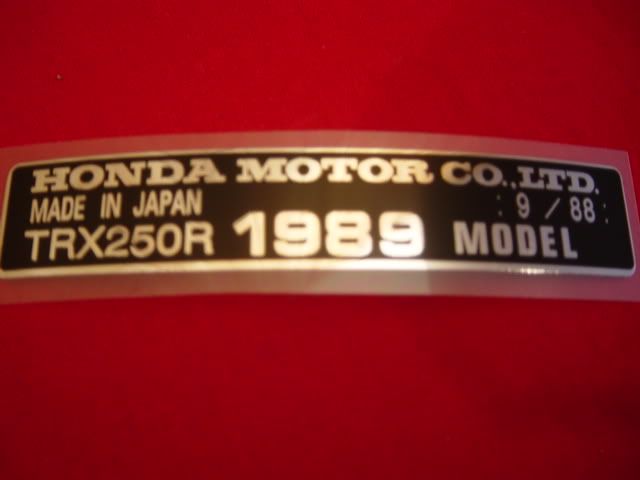 HONDA MOTOR CO.,LTD.
MADE IN JAPAN : 9 / 88 :
TRX250R 1989 MODEL